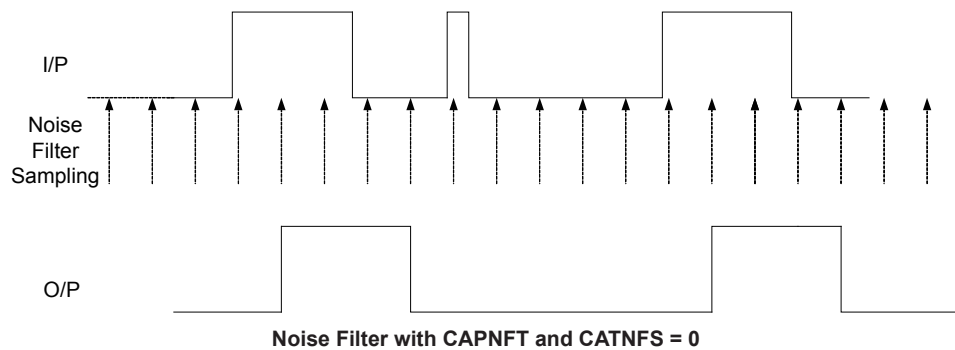 I/P
Noise
Filter
Sampling
O/P
Noise Filter with CAPNFT and CATNFS = 0